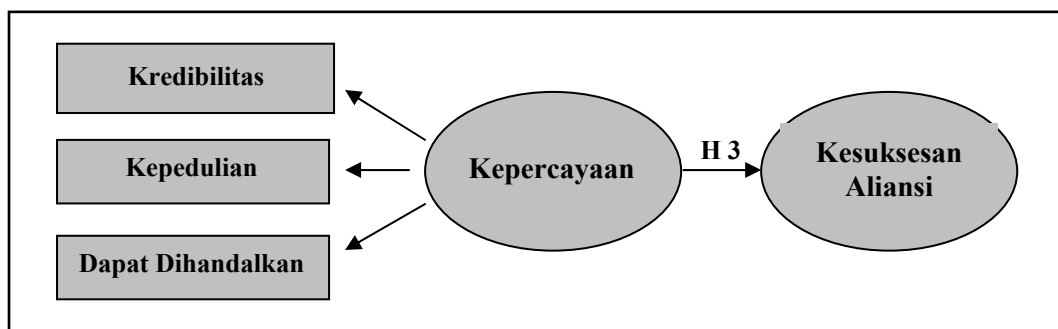 Kredibilitas
Kepedulian
Dapat Dihandalkan
Kepercayaan
H 3
Kesuksesan
Aliansi